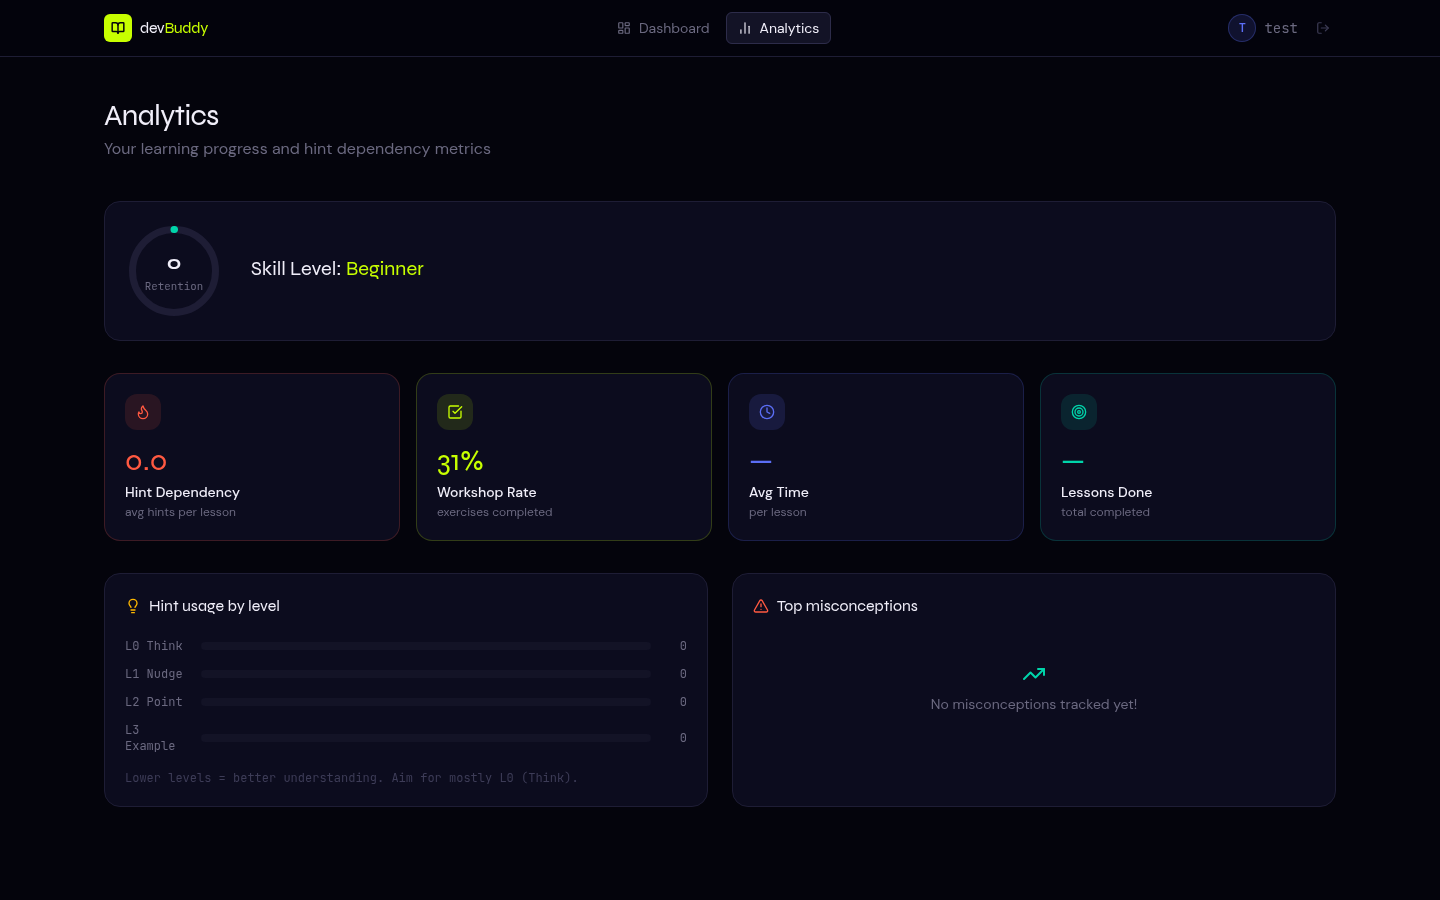 devBuddy
Dashboard
Analytics
T
test
Analytics
Your learning progress and hint dependency metrics
0
Retention
Skill Level: Beginner
0.0
Hint Dependency
avg hints per lesson
31%
Workshop Rate
exercises completed
—
Avg Time
per lesson
—
Lessons Done
total completed
Hint usage by level
L0 Think 0
L1 Nudge 0
L2 Point 0
L3
Example 0
Lower levels = better understanding. Aim for mostly L0 (Think).
Top misconceptions
No misconceptions tracked yet!